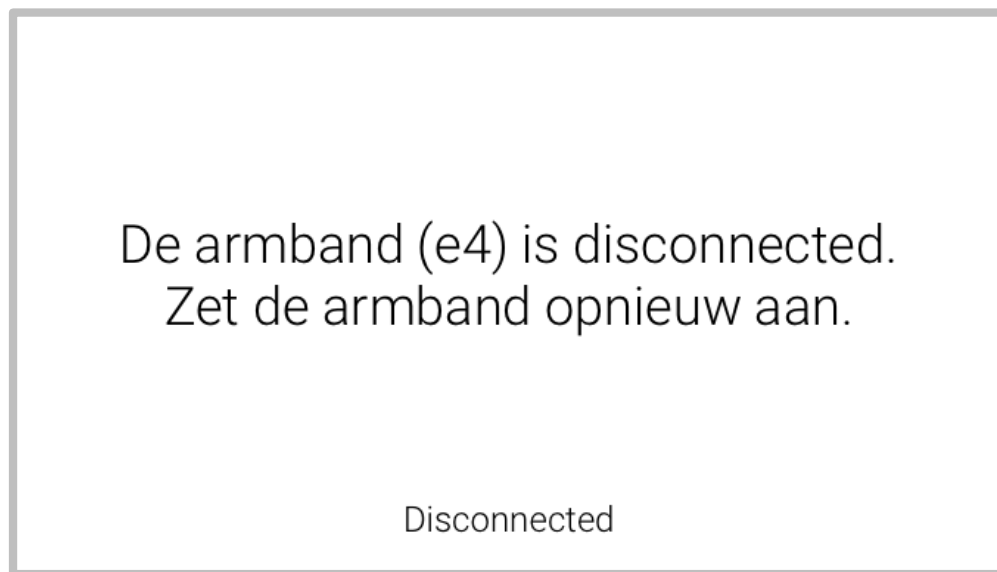 De armband (e4) is disconnected.
Zet de armband opnieuw aan.
Disconnected